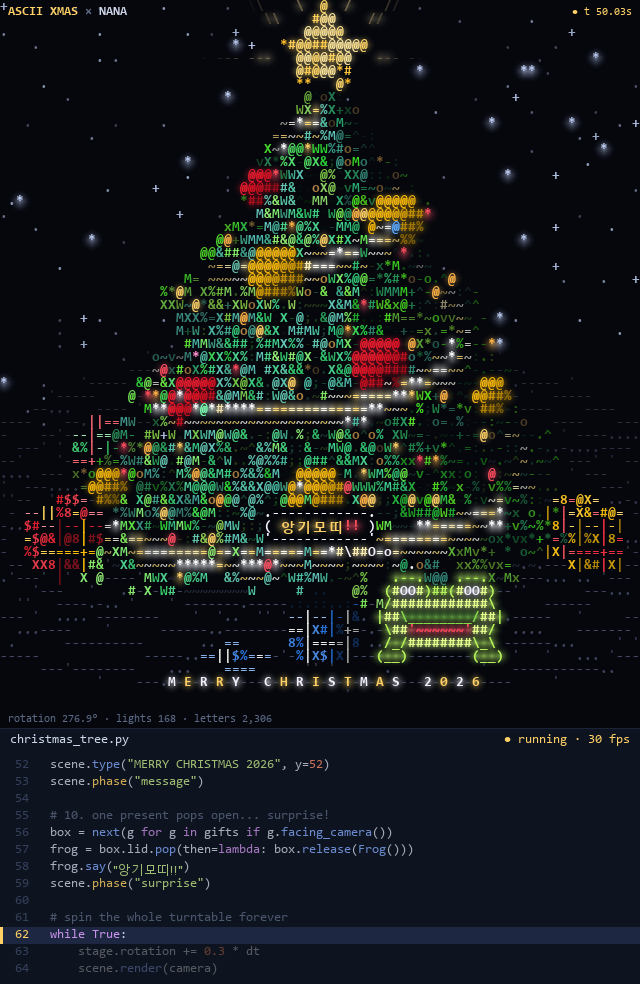 ASCII XMAS × NANA
● t 50.03s
( 앙기모띠!! )
MERRY CHRISTMAS 2026
rotation 276.9° · lights 168 · letters 2,306
christmas_tree.py
● running · 30 fps
52 scene.type("MERRY CHRISTMAS 2026", y=52)
53 scene.phase("message")
54
55 # 10. one present pops open... surprise!
56 box = next(g for g in gifts if g.facing_camera())
57 frog = box.lid.pop(then=lambda: box.release(Frog()))
58 frog.say("앙기모띠!!")
59 scene.phase("surprise")
60
61 # spin the whole turntable forever
62 while True:
63 stage.rotation += 0.3 * dt
64 scene.render(camera)